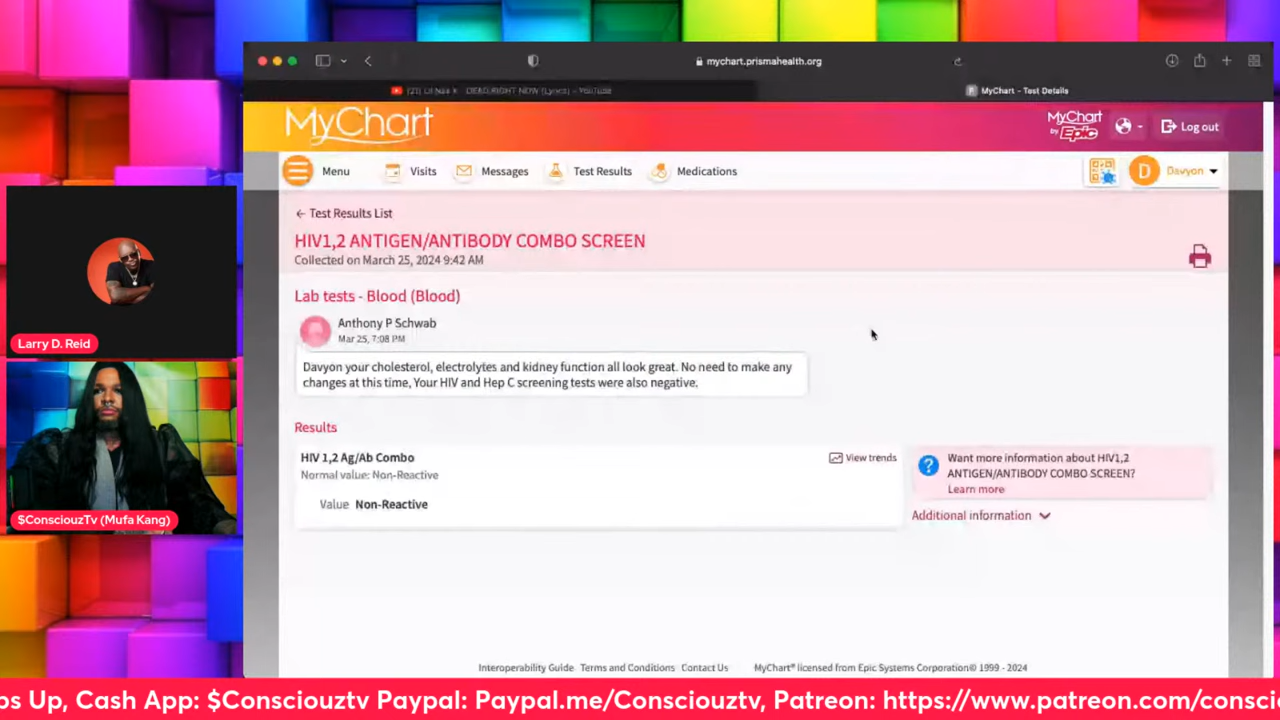 mychart.prismahealth.org
MyChart - Test Details
MyChart
MyChart
by Epic
Log out
Menu
Visits
Messages
Test Results
Medications
D
Davyon
← Test Results List
HIV1,2 ANTIGEN/ANTIBODY COMBO SCREEN
Collected on March 25, 2024 9:42 AM
Lab tests - Blood (Blood)
Anthony P Schwab
Mar 25, 7:08 PM
Davyon your cholesterol, electrolytes and kidney function all look great. No need to make any
changes at this time, Your HIV and Hep C screening tests were also negative.
Results
HIV 1,2 Ag/Ab Combo
View trends
Normal value: Non-Reactive
Value Non-Reactive
Want more information about HIV1,2
ANTIGEN/ANTIBODY COMBO SCREEN?
Learn more
Additional information
Interoperability Guide Terms and Conditions Contact Us MyChart® licensed from Epic Systems Corporation© 1999 - 2024
Larry D. Reid
$ConsciouzTv (Mufa Kang)
ps Up, Cash App: $Consciouztv Paypal: Paypal.me/Consciouztv, Patreon: https://www.patreon.com/consci